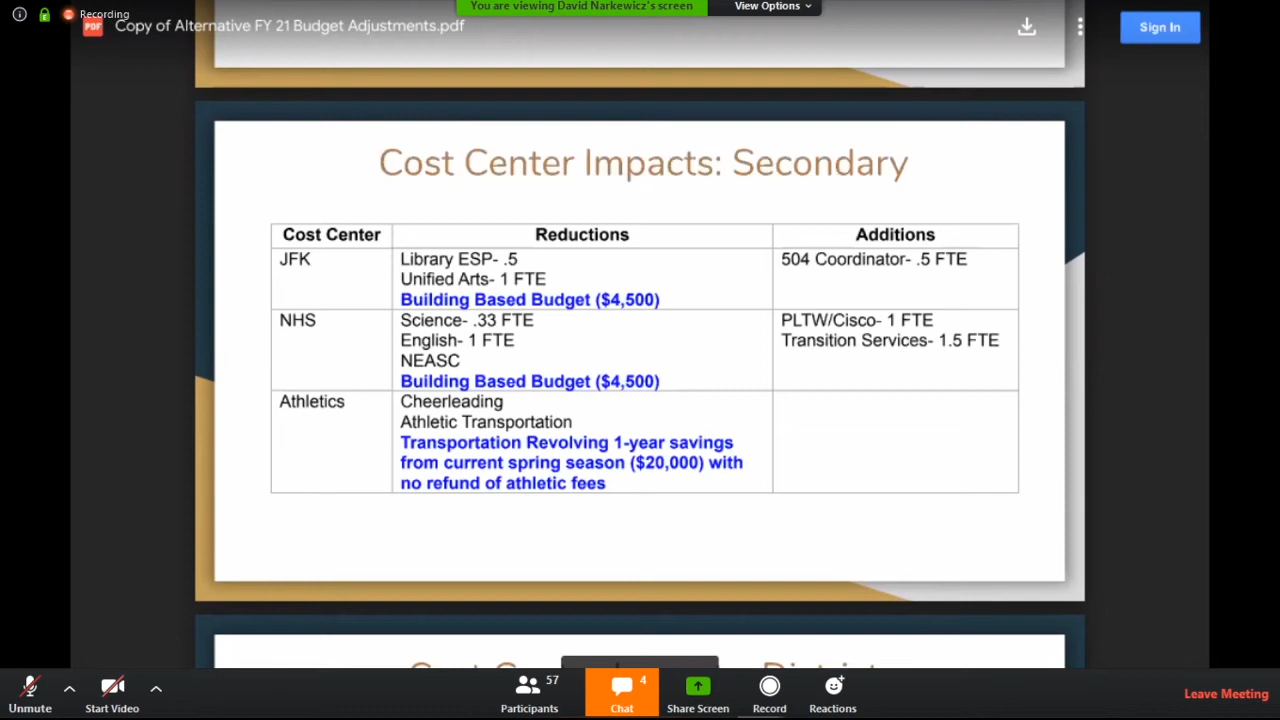 You are viewing David Narkewicz's screen
View Options
Recording
PDF
Copy of Alternative FY 21 Budget Adjustments.pdf
Sign In
Cost Center Impacts: Secondary
Cost Center
Reductions
Additions
JFK
Library ESP- .5
Unified Arts- 1 FTE
Building Based Budget ($4,500)
504 Coordinator- .5 FTE
NHS
Science- .33 FTE
English- 1 FTE
NEASC
Building Based Budget ($4,500)
PLTW/Cisco- 1 FTE
Transition Services- 1.5 FTE
Athletics
Cheerleading
Athletic Transportation
Transportation Revolving 1-year savings
from current spring season ($20,000) with
no refund of athletic fees
Unmute
Start Video
57
Participants
4
Chat
Share Screen
Record
Reactions
Leave Meeting